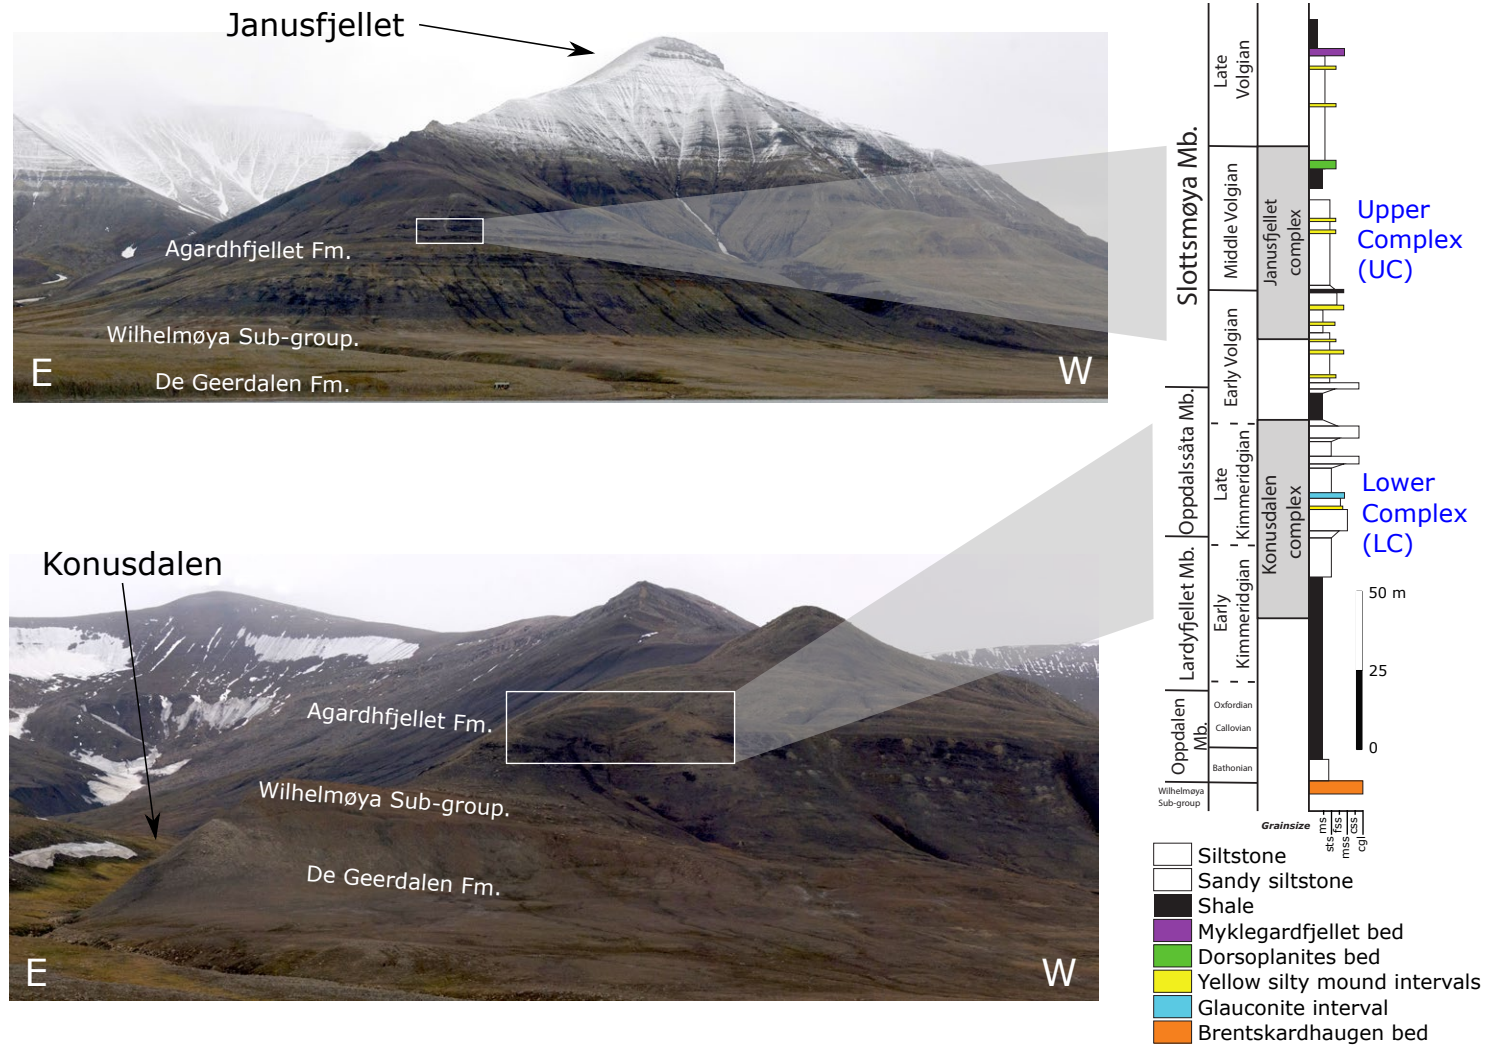 Janusfjellet
Agardhfjellet Fm.
Wilhelmøya Sub-group.
De Geerdalen Fm.
E
W
Konusdalen
Agardhfjellet Fm.
Wilhelmøya Sub-group.
De Geerdalen Fm.
E
W
Slottsmøya Mb.
Oppdalssåta Mb.
Lardyfjellet Mb.
Oppdalen
Mb.
Wilhelmøya
Sub-group
Late
Volgian
Middle Volgian
Early Volgian
Late
Kimmeridgian
Early
Kimmeridgian
Oxfordian
Callovian
Bathonian
Janusfjellet
complex
Konusdalen
complex
Upper
Complex
(UC)
Lower
Complex
(LC)
50 m
25
0
Grainsize
ms
sts
fss
mss
css
cgl
Siltstone
Sandy siltstone
Shale
Myklegardfjellet bed
Dorsoplanites bed
Yellow silty mound intervals
Glauconite interval
Brentskardhaugen bed